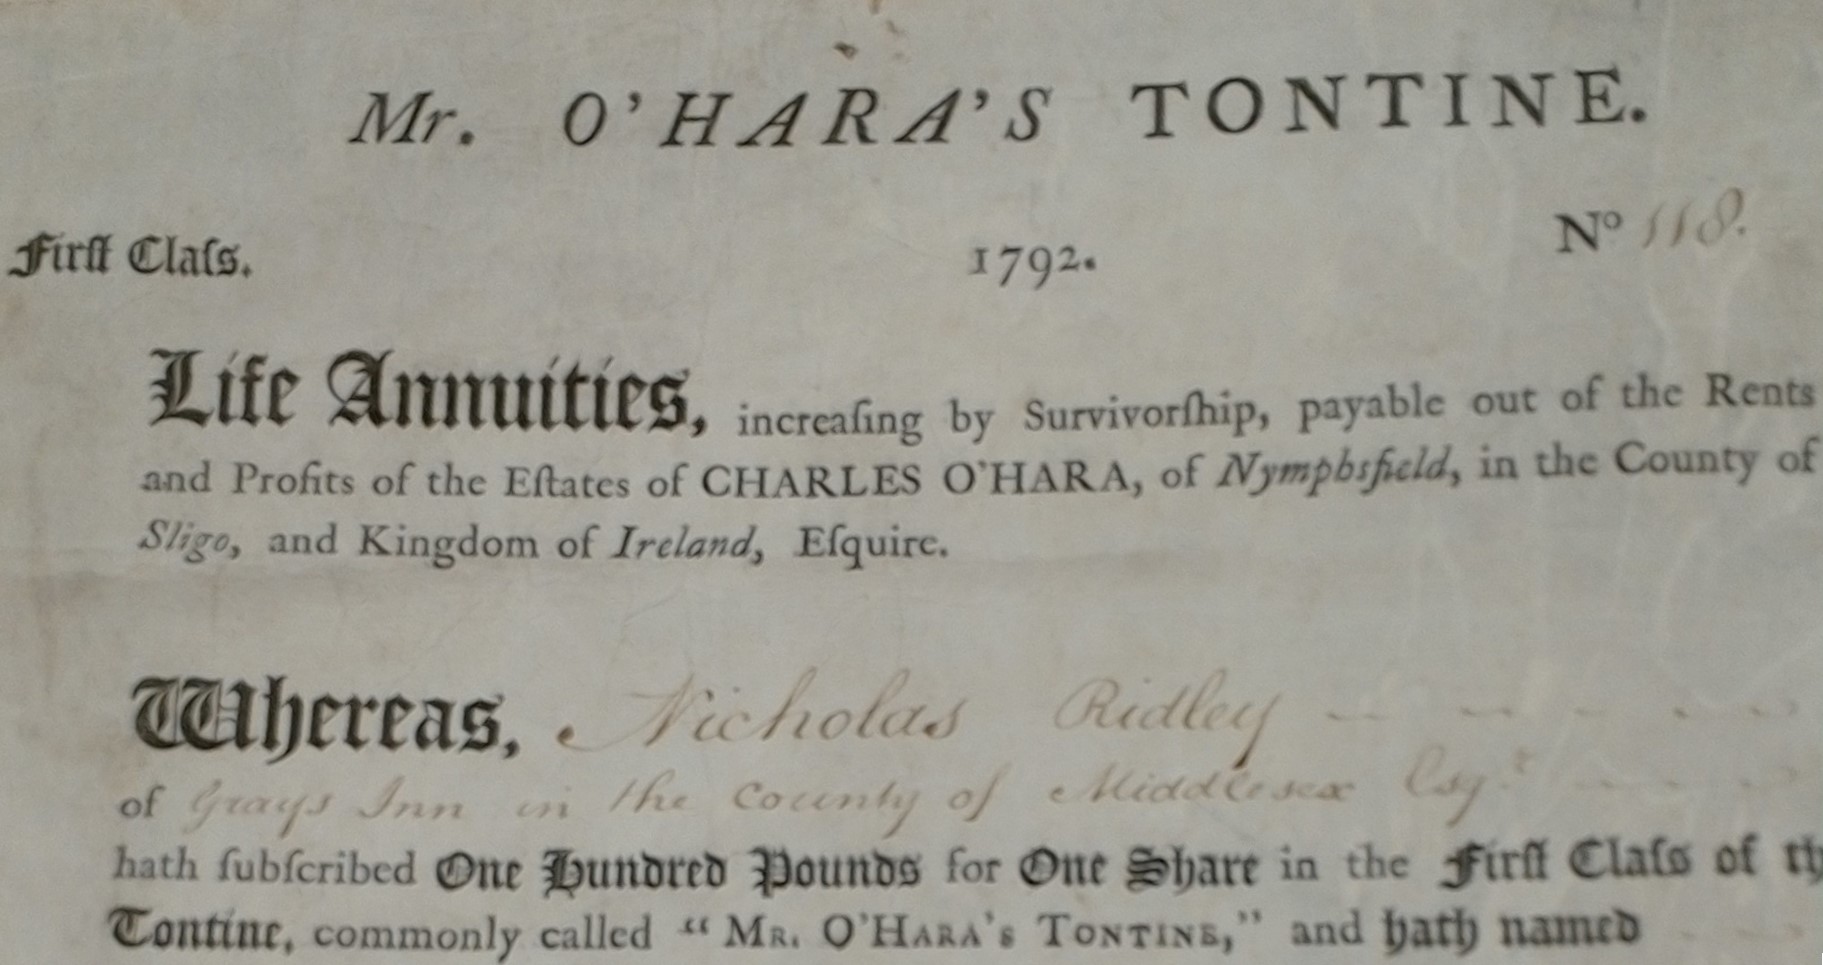 Mr. O'HARA'S TONTINE.
Firſt Claſs. 1792. Nº 118.
Life Annuities, increaſing by Survivorſhip, payable out of the Rents
and Profits of the Eſtates of CHARLES O'HARA, of Nymphsfield, in the County of
Sligo, and Kingdom of Ireland, Eſquire.
Whereas, Nicholas Ridley
of Grays Inn in the County of Middlesex Esqr.
hath ſubſcribed One Hundred Pounds for One Share in the Firſt Claſs of th
Tontine, commonly called “ Mr. O'Hara's Tontine,” and hath named